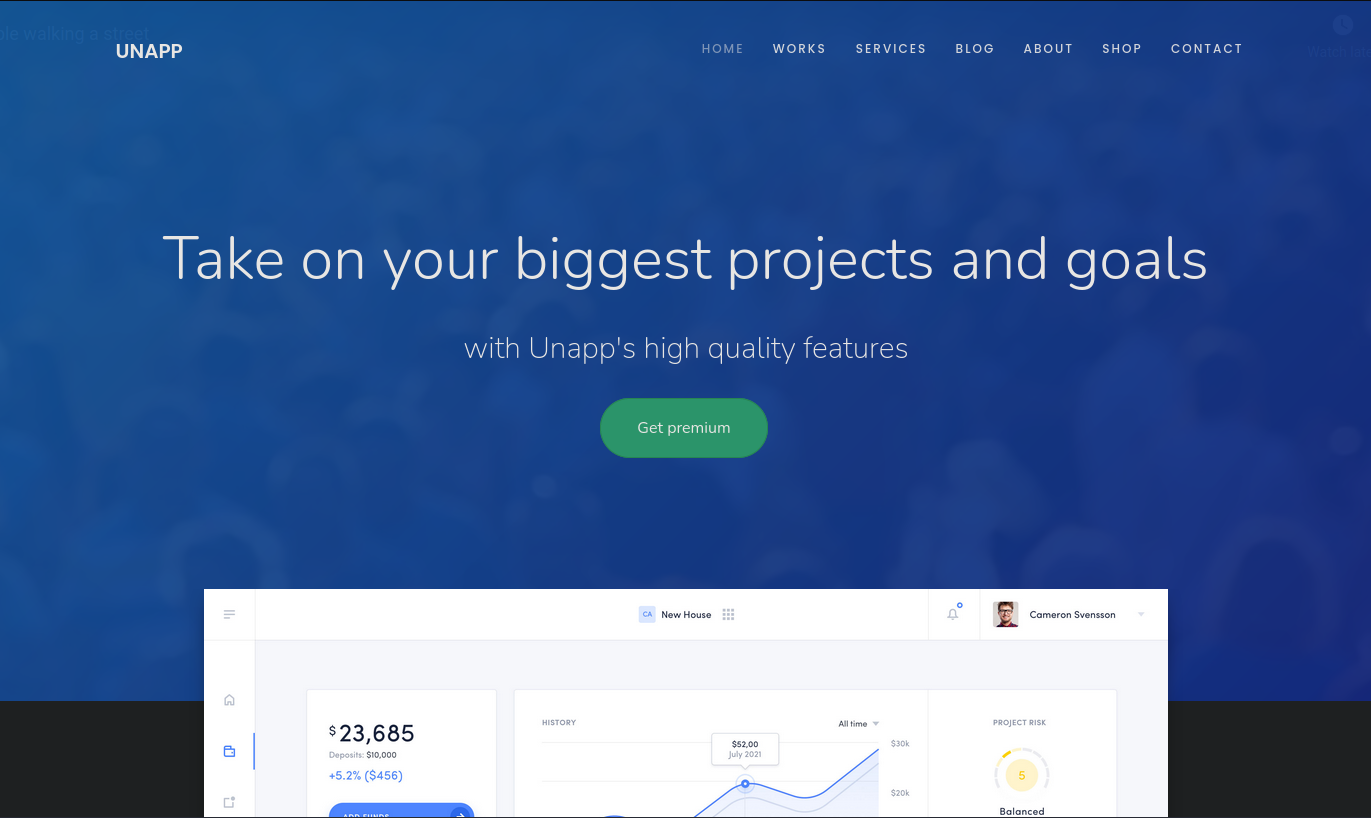 ple walking a street
UNAPP
HOME WORKS SERVICES BLOG ABOUT SHOP CONTACT
Take on your biggest projects and goals
with Unapp's high quality features
Get premium
CA New House
Cameron Svensson
$23,685
Deposits: $10,000
+5.2% ($456)
ADD FUNDS
HISTORY
All time
$52,00
July 2021
$30k
$20k
PROJECT RISK
5
Balanced